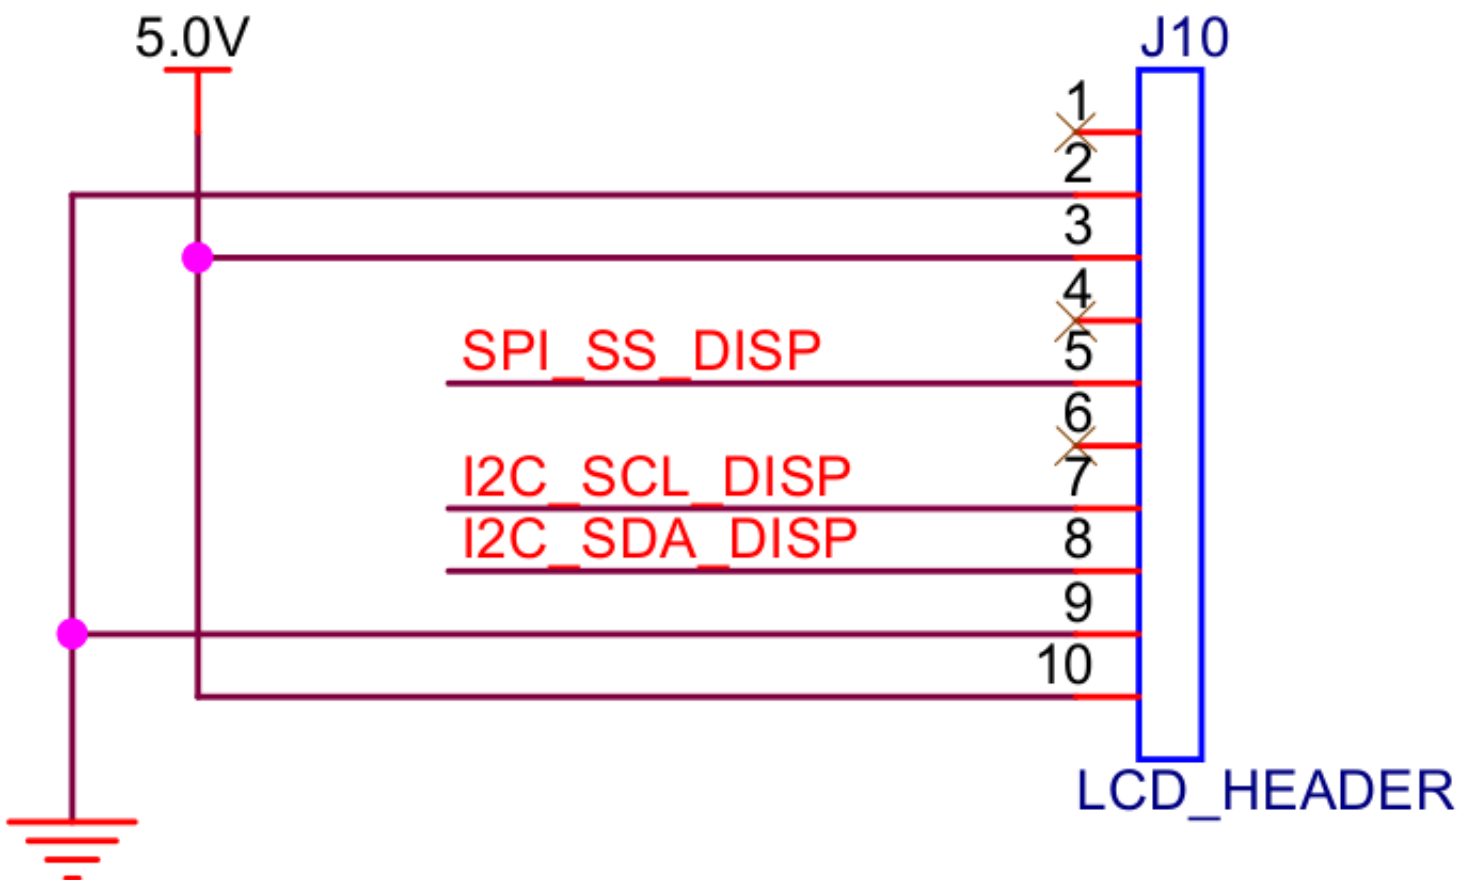 5.0V
J10
1
2
3
4
SPI_SS_DISP
5
6
I2C_SCL_DISP
7
I2C_SDA_DISP
8
9
10
LCD_HEADER